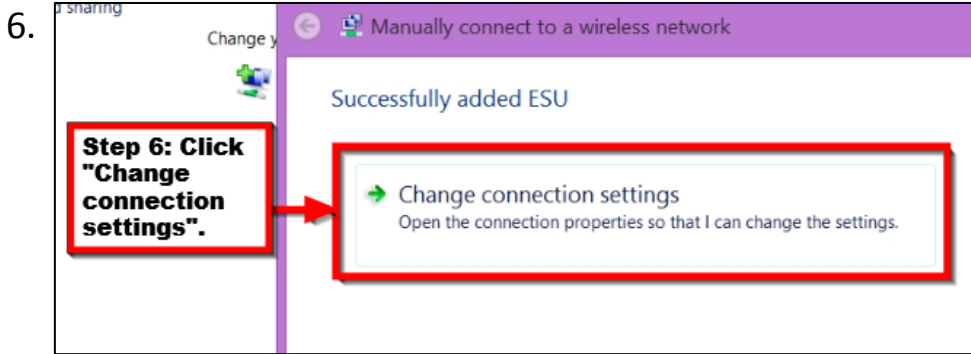 6.
d sharing
Change y
Manually connect to a wireless network
Successfully added ESU
Step 6: Click
"Change
connection
settings".
Change connection settings
Open the connection properties so that I can change the settings.